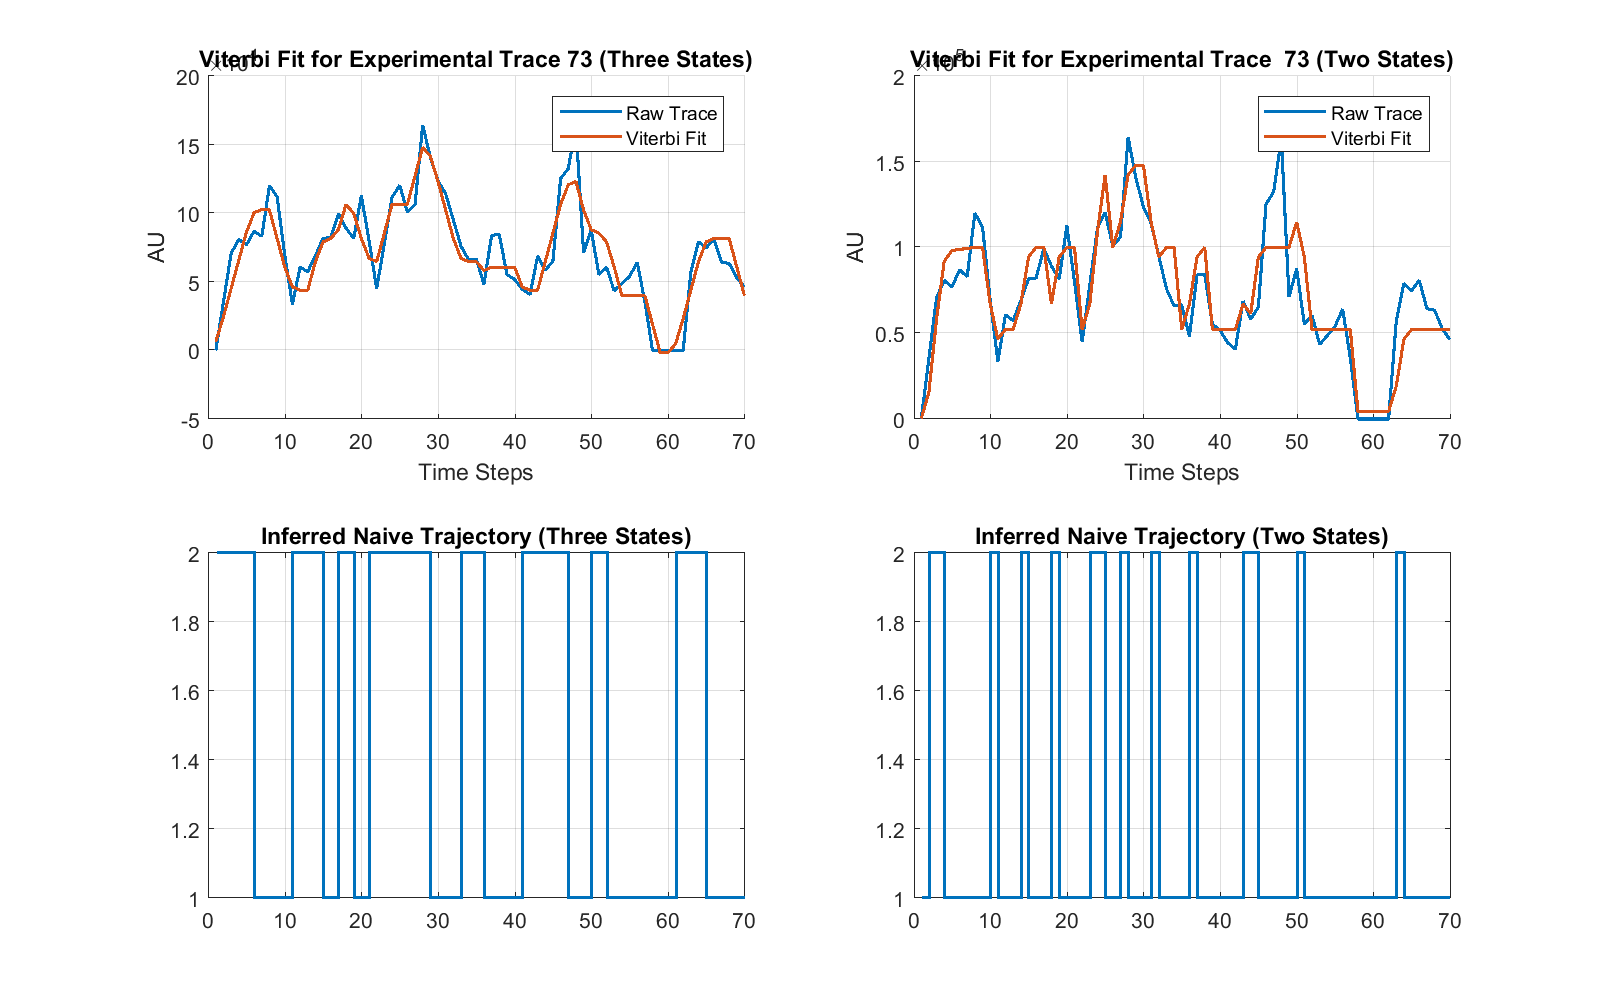 Viterbi Fit for Experimental Trace 73 (Three States)
20
15
10
5
0
-5
AU
Raw Trace
Viterbi Fit
0 10 20 30 40 50 60 70
Time Steps
Viterbi Fit for Experimental Trace  73 (Two States)
2
1.5
1
0.5
0
AU
Raw Trace
Viterbi Fit
0 10 20 30 40 50 60 70
Time Steps
Inferred Naive Trajectory (Three States)
2
1.8
1.6
1.4
1.2
1
0 10 20 30 40 50 60 70
Inferred Naive Trajectory (Two States)
2
1.8
1.6
1.4
1.2
1
0 10 20 30 40 50 60 70